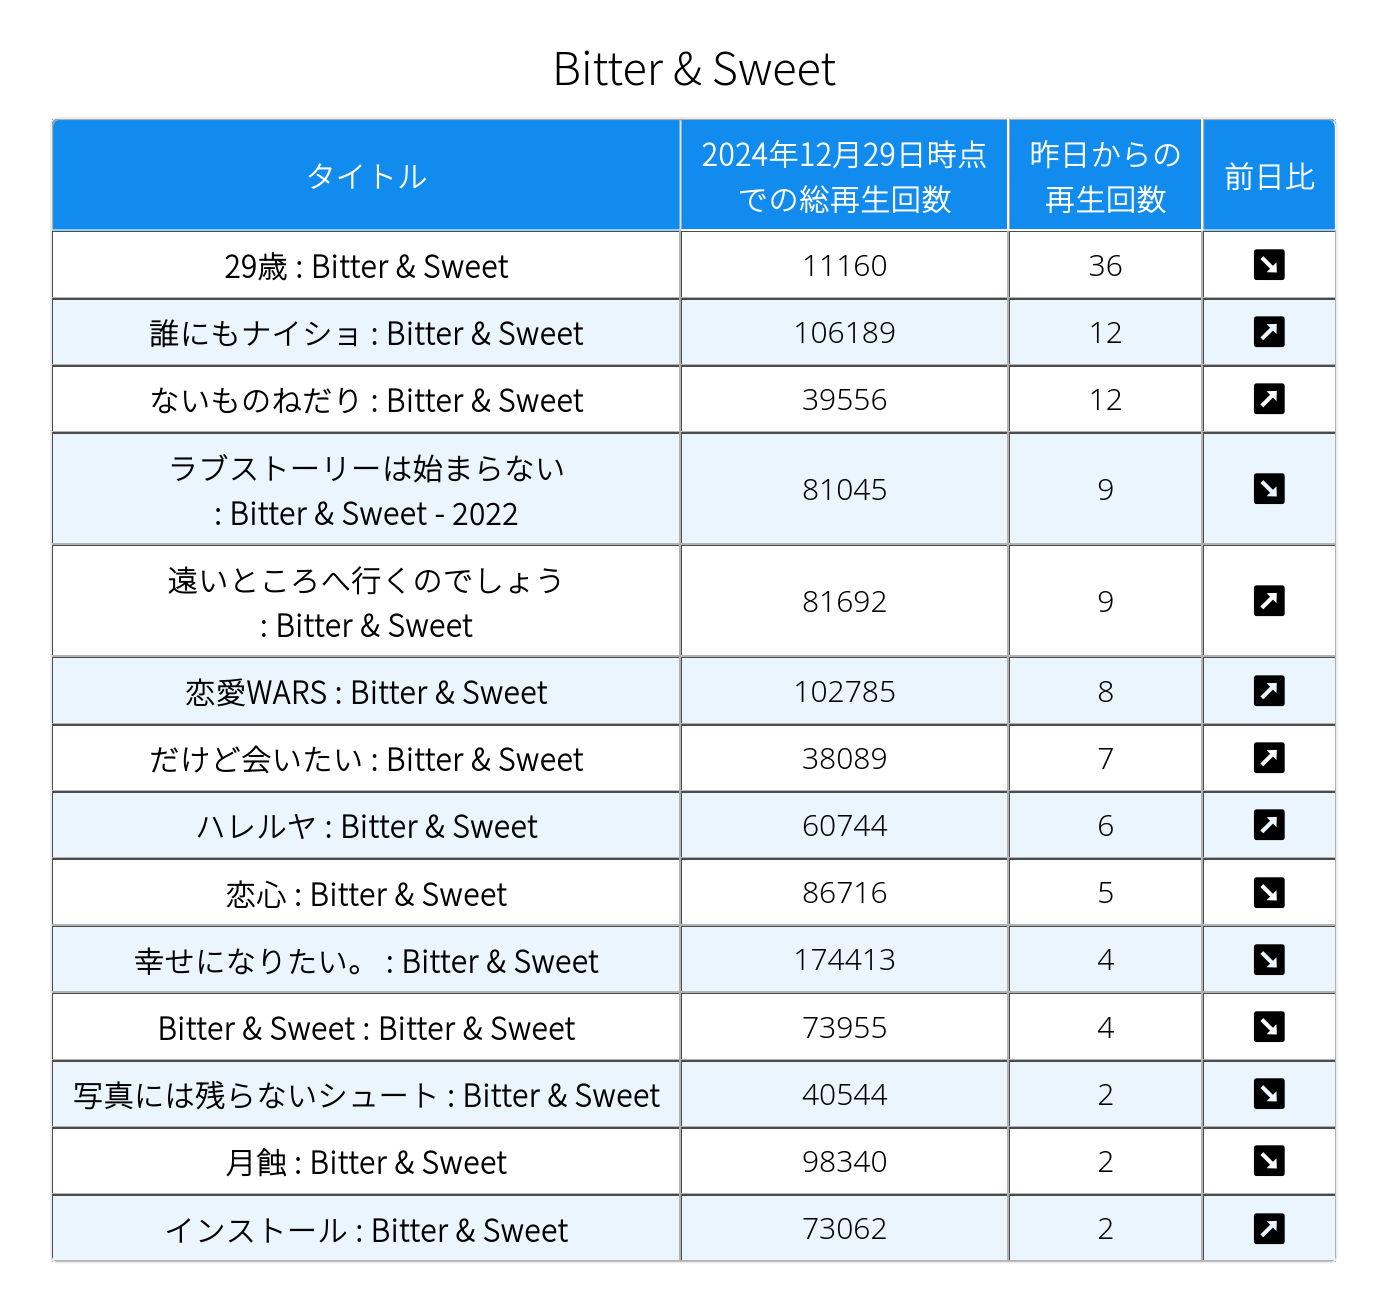 Bitter & Sweet
タイトル
2024年12月29日時点
での総再生回数
昨日からの
再生回数
前日比
29歳 : Bitter & Sweet 11160 36
誰にもナイショ : Bitter & Sweet 106189 12
ないものねだり : Bitter & Sweet 39556 12
ラブストーリーは始まらない
: Bitter & Sweet - 2022 81045 9
遠いところへ行くのでしょう
: Bitter & Sweet 81692 9
恋愛WARS : Bitter & Sweet 102785 8
だけど会いたい : Bitter & Sweet 38089 7
ハレルヤ : Bitter & Sweet 60744 6
恋心 : Bitter & Sweet 86716 5
幸せになりたい。 : Bitter & Sweet 174413 4
Bitter & Sweet : Bitter & Sweet 73955 4
写真には残らないシュート : Bitter & Sweet 40544 2
月蝕 : Bitter & Sweet 98340 2
インストール : Bitter & Sweet 73062 2